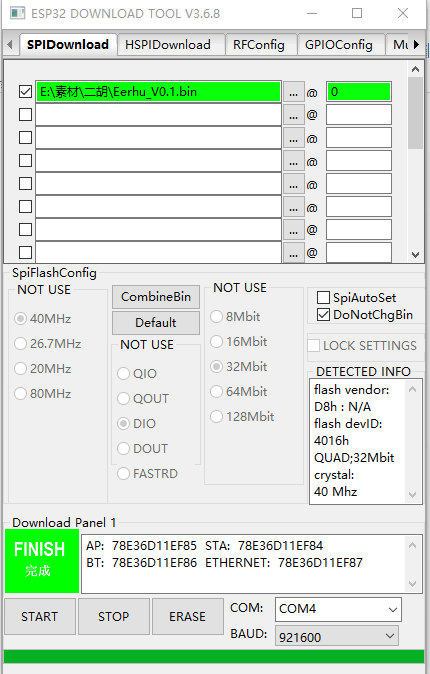 ESP32 DOWNLOAD TOOL V3.6.8
SPIDownload HSPIDownload RFConfig GPIOConfig Mu
E:\素材\二胡\Eerhu_V0.1.bin ... @ 0
... @
... @
... @
... @
... @
... @
... @
SpiFlashConfig
NOT USE
40MHz
26.7MHz
20MHz
80MHz
CombineBin
Default
NOT USE
QIO
QOUT
DIO
DOUT
FASTRD
NOT USE
8Mbit
16Mbit
32Mbit
64Mbit
128Mbit
SpiAutoSet
DoNotChgBin
LOCK SETTINGS
DETECTED INFO
flash vendor:
D8h : N/A
flash devID:
4016h
QUAD;32Mbit
crystal:
40 Mhz
Download Panel 1
FINISH
完成
AP: 78E36D11EF85 STA: 78E36D11EF84
BT: 78E36D11EF86 ETHERNET: 78E36D11EF87
START STOP ERASE
COM: COM4
BAUD: 921600